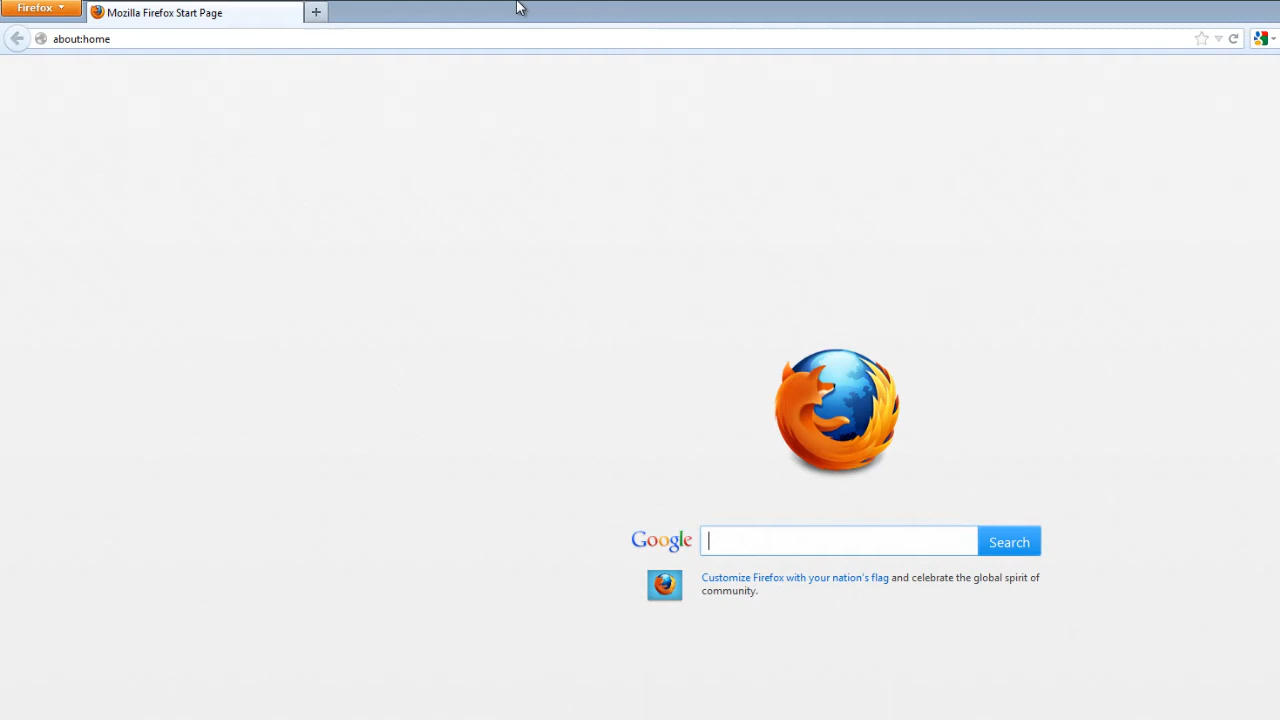 Firefox
Mozilla Firefox Start Page
about:home
Google
Search
Customize Firefox with your nation's flag and celebrate the global spirit of
community.